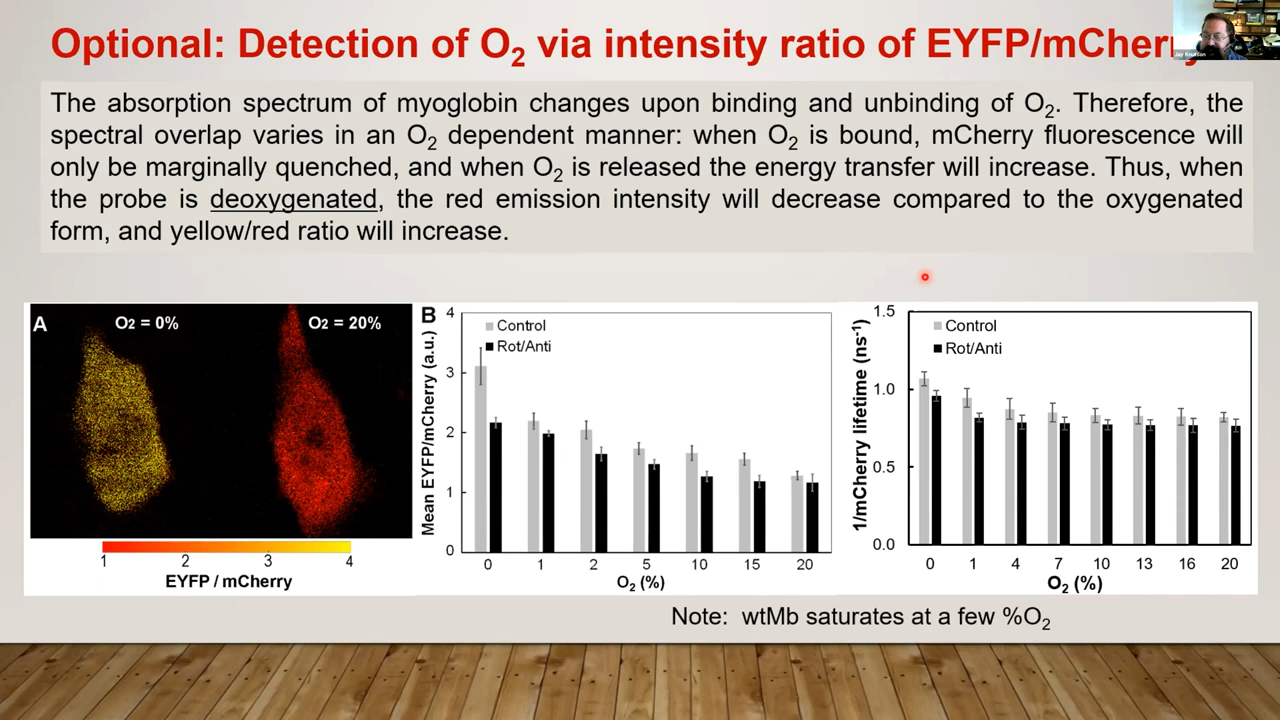 Optional: Detection of O₂ via intensity ratio of EYFP/mCherry
Jay Knutson
The absorption spectrum of myoglobin changes upon binding and unbinding of O₂. Therefore, the
spectral overlap varies in an O₂ dependent manner: when O₂ is bound, mCherry fluorescence will
only be marginally quenched, and when O₂ is released the energy transfer will increase. Thus, when
the probe is deoxygenated, the red emission intensity will decrease compared to the oxygenated
form, and yellow/red ratio will increase.
A
O₂ = 0%
O₂ = 20%
1 2 3 4
EYFP / mCherry
B
Mean EYFP/mCherry (a.u.)
4
3
2
1
0
Control
Rot/Anti
0 1 2 5 10 15 20
O₂ (%)
1/mCherry lifetime (ns⁻¹)
1.5
1.0
0.5
0.0
Control
Rot/Anti
0 1 4 7 10 13 16 20
O₂ (%)
Note: wtMb saturates at a few %O₂